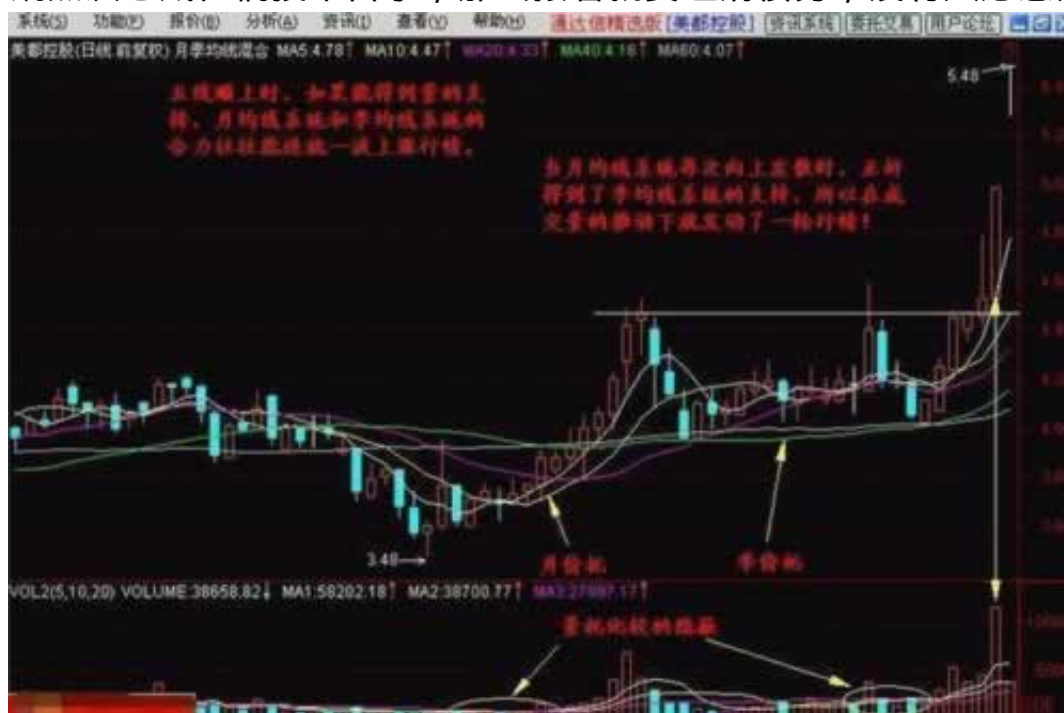 系统(S) 功能(F) 报价(B) 分析(A) 资讯(I) 查看(V) 帮助(H) 通达信精选版 [美都控股] 资讯系统 委托交易 用户论坛
美都控股(日线 前复权) 月季均线混合 MA5:4.78↑ MA10:4.47↑ MA20:4.33↑ MA40:4.16↑ MA60:4.07↑
5.48
五线顺上时,如果能得到量的支
持,月均线系统和季均线系统的
合力往往能造就一波上涨行情。
当月均线系统再次向上发散时,正好
得到了季均线系统的支持,所以在成
交量的推动下就发动了一轮行情!
3.48
月价托
季价托
VOL2(5,10,20) VOLUME:38658.82↓ MA1:58202.18↑ MA2:38700.77↑
量托比较的隐蔽